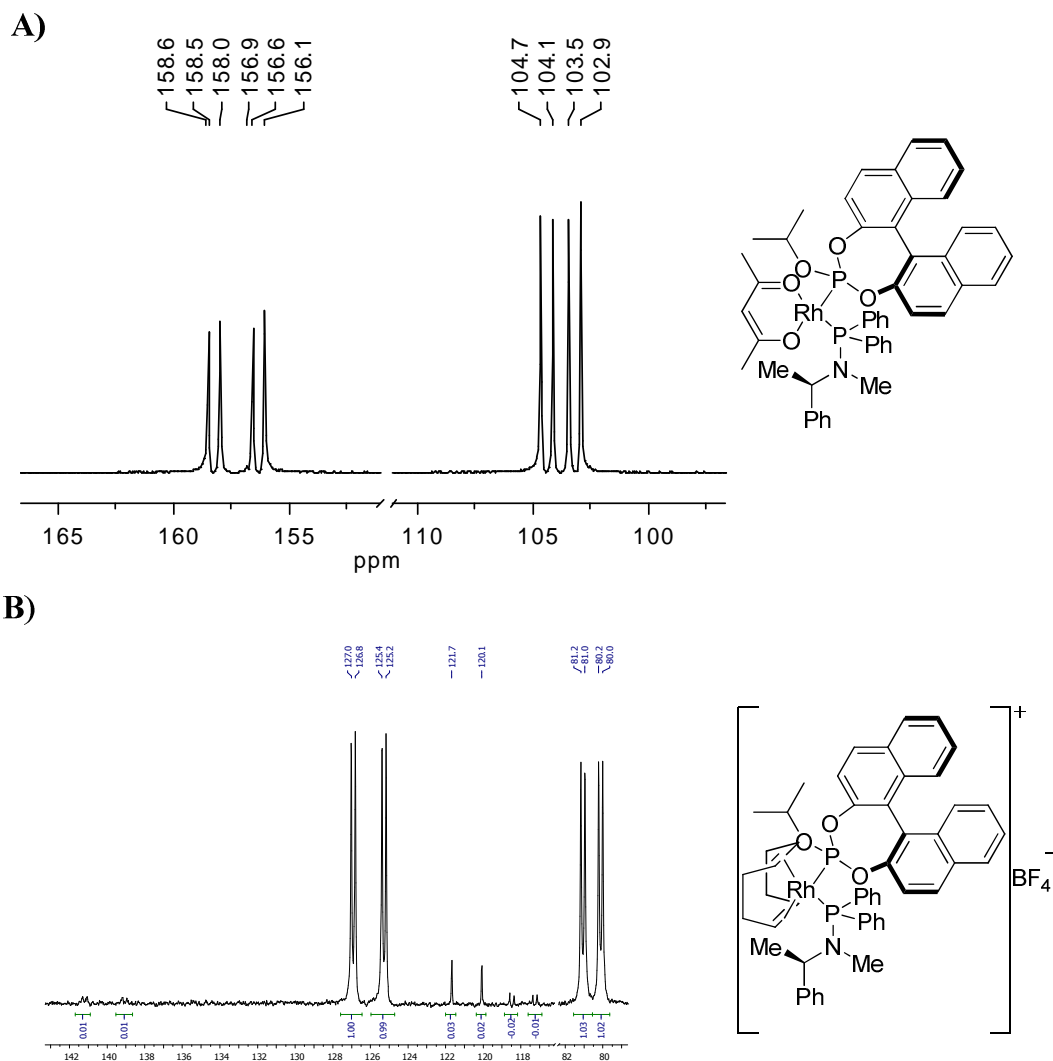 A)
158.6
158.5
158.0
156.9
156.6
156.1
104.7
104.1
103.5
102.9
O
O
O
P
O
Rh
O
P
Ph
Ph
Me
N
Me
Ph
165 160 155 110 105 100
ppm
B)
127.0
126.8
125.4
125.2
121.7
120.1
81.2
81.0
80.2
80.0
+
O
O
P
O
Rh
P
Ph
Ph
Me
N
Me
Ph
BF4
−
0.01
0.01
1.00
0.99
0.03
0.02
-0.02
-0.01
1.03
1.02
142 140 138 136 134 132 130 128 126 124 122 120 118 82 80